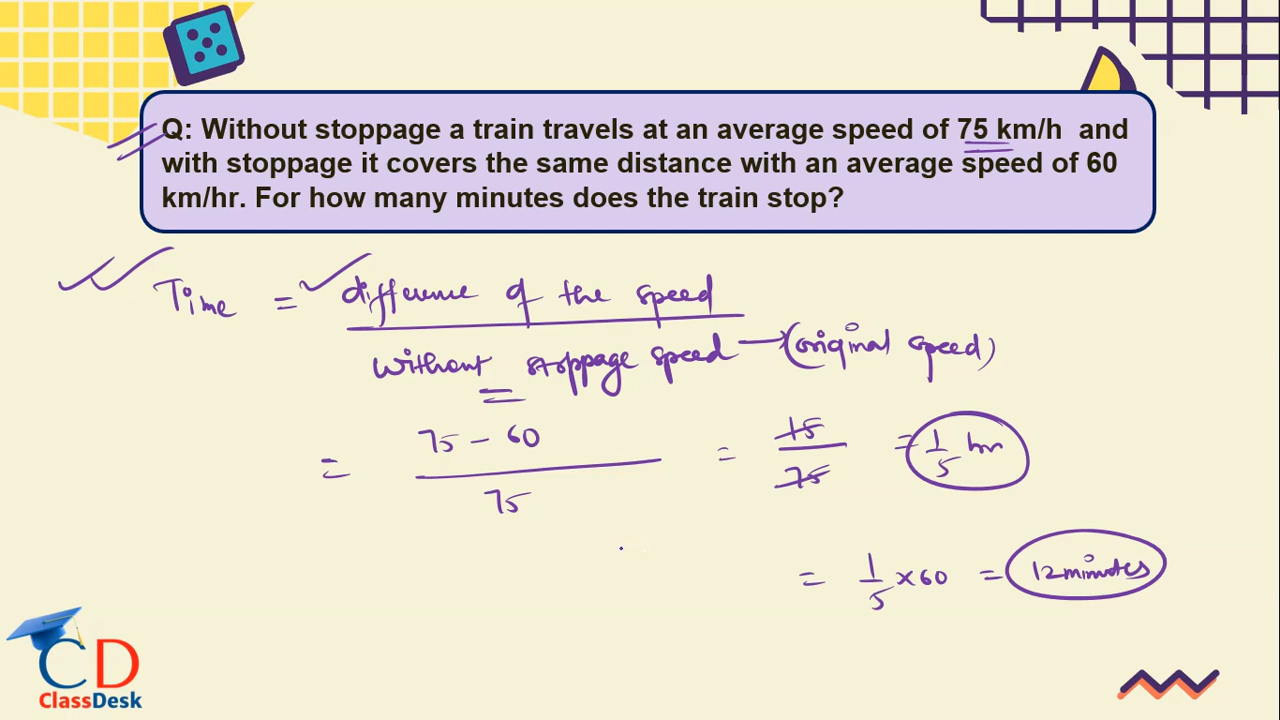 Q: Without stoppage a train travels at an average speed of 75 km/h and
with stoppage it covers the same distance with an average speed of 60
km/hr. For how many minutes does the train stop?
Time = difference of the speed
without stoppage speed → (original speed)
= 75 - 60 / 75 = 15 / 75 = 1/5 hr
= 1/5 × 60 = 12 minutes
CD
ClassDesk